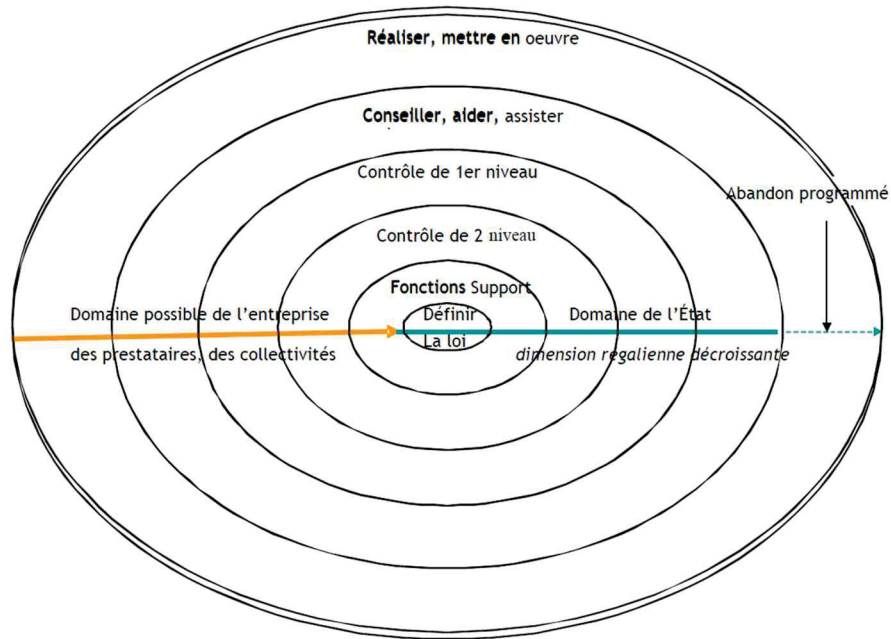 Réaliser, mettre en oeuvre
Conseiller, aider, assister
Contrôle de 1er niveau
Abandon programmé
Contrôle de 2 niveau
Fonctions Support
Domaine possible de l'entreprise
Définir
Domaine de l'État
La loi
des prestataires, des collectivités
dimension régalienne décroissante